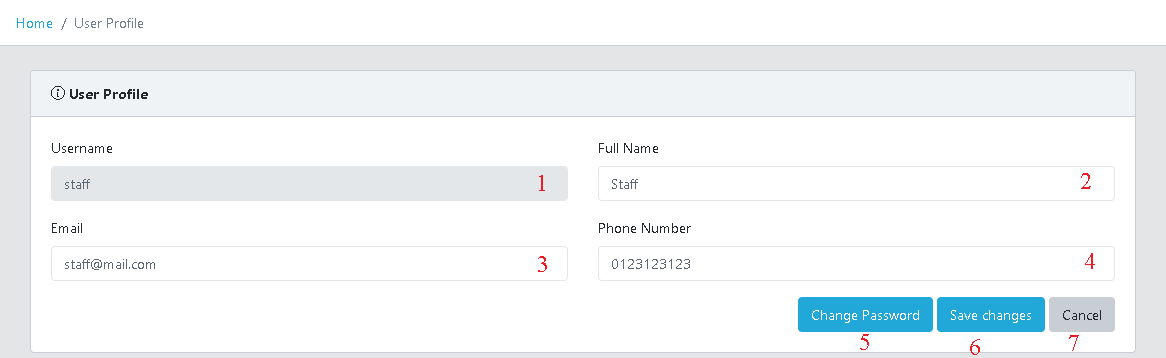 Home / User Profile
User Profile
Username Full Name
staff 1 Staff 2
Email Phone Number
staff@mail.com 3 0123123123 4
Change Password Save changes Cancel
5 6 7